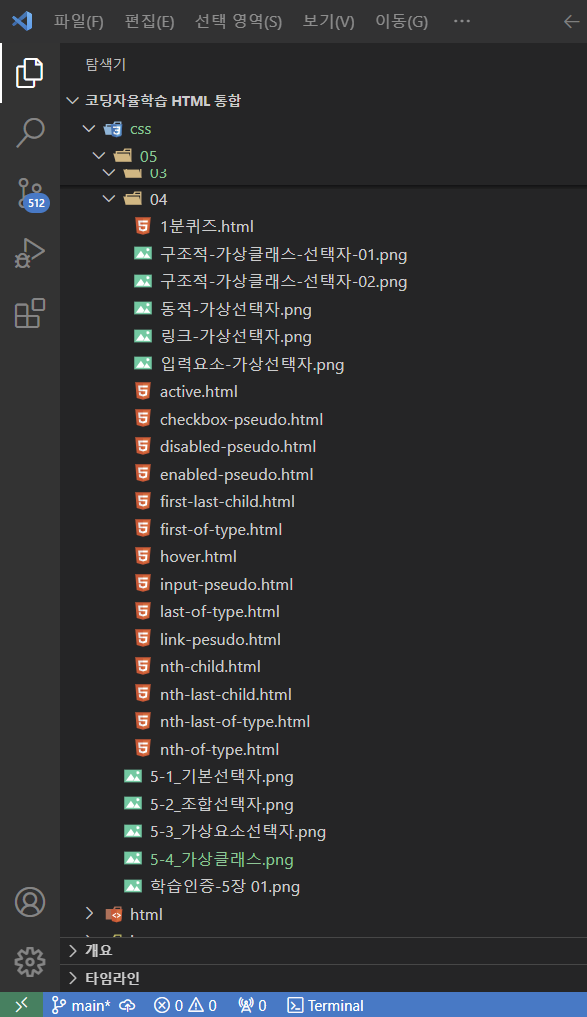 파일(F) 편집(E) 선택 영역(S) 보기(V) 이동(G) ···
탐색기
코딩자율학습 HTML 통합
css
05
03
04
1분퀴즈.html
구조적-가상클래스-선택자-01.png
구조적-가상클래스-선택자-02.png
동적-가상선택자.png
링크-가상선택자.png
입력요소-가상선택자.png
active.html
checkbox-pseudo.html
disabled-pseudo.html
enabled-pseudo.html
first-last-child.html
first-of-type.html
hover.html
input-pseudo.html
last-of-type.html
link-pesudo.html
nth-child.html
nth-last-child.html
nth-last-of-type.html
nth-of-type.html
5-1_기본선택자.png
5-2_조합선택자.png
5-3_가상요소선택자.png
5-4_가상클래스.png
학습인증-5장 01.png
html
개요
타임라인
512
main* 0 0 0 Terminal